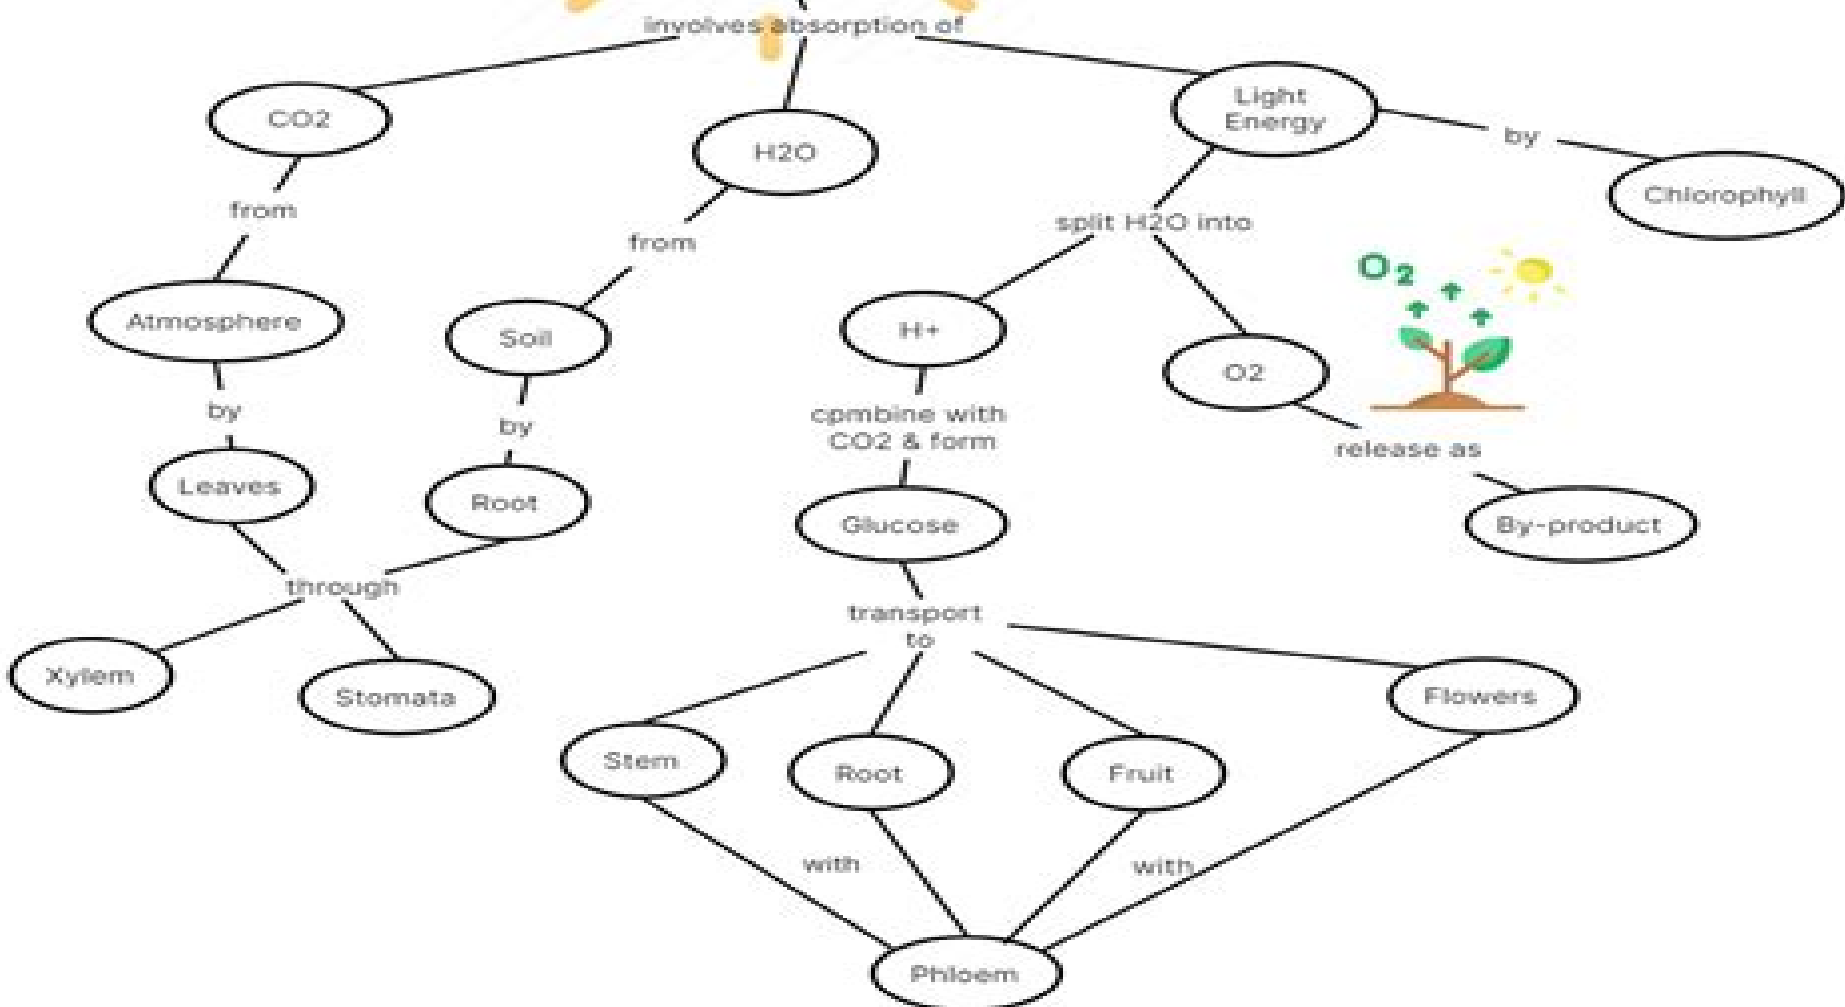 involves absorption of
CO2
H2O
Light
Energy
by
Chlorophyll
from
from
split H2O into
O2
Atmosphere
Soil
H+
O2
by
by
cpmbine with
CO2 & form
release as
Leaves
Root
Glucose
By-product
through
transport
to
Xylem
Stomata
Flowers
Stem
Root
Fruit
with
with
Phloem